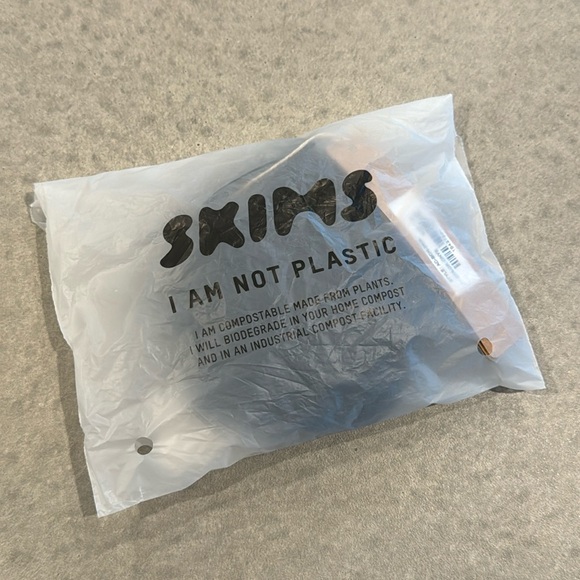 SKIMS
I AM NOT PLASTIC
I AM COMPOSTABLE MADE FROM PLANTS.
I WILL BIODEGRADE IN YOUR HOME COMPOST
AND IN AN INDUSTRIAL COMPOST FACILITY.